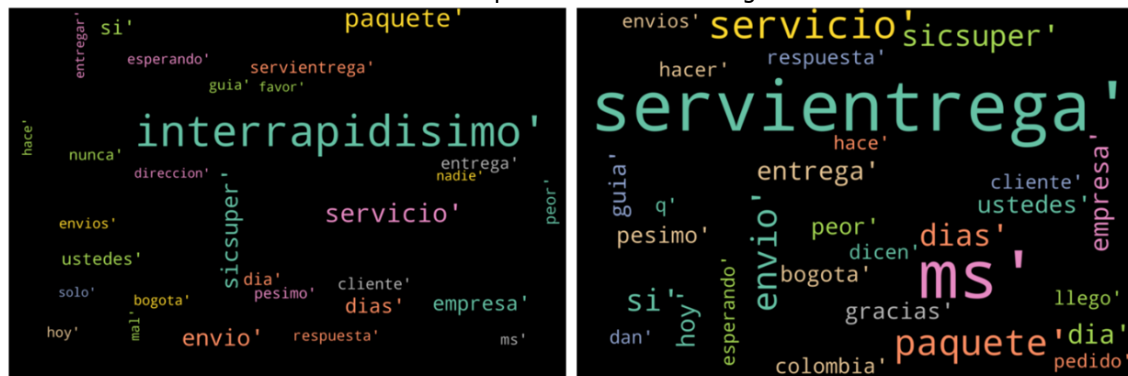 entregar'
si'
paquete'
esperando'
servientrega'
guia'
favor'
interrapidisimo'
hace'
nunca'
entrega'
direccion'
nadie'
sicsuper'
peor'
servicio'
envios'
ustedes'
dia'
cliente'
solo'
bogota'
pesimo'
dias'
empresa'
hoy'
mal'
envio'
respuesta'
ms'
envios'
servicio'
sicsuper'
respuesta'
hacer'
servientrega'
hace'
empresa'
guia'
entrega'
cliente'
q'
ustedes'
pesimo'
envio'
peor'
dias'
dicen'
bogota'
ms'
si'
hoy'
esperando'
gracias'
llego'
dan'
paquete'
dia'
colombia'
pedido'